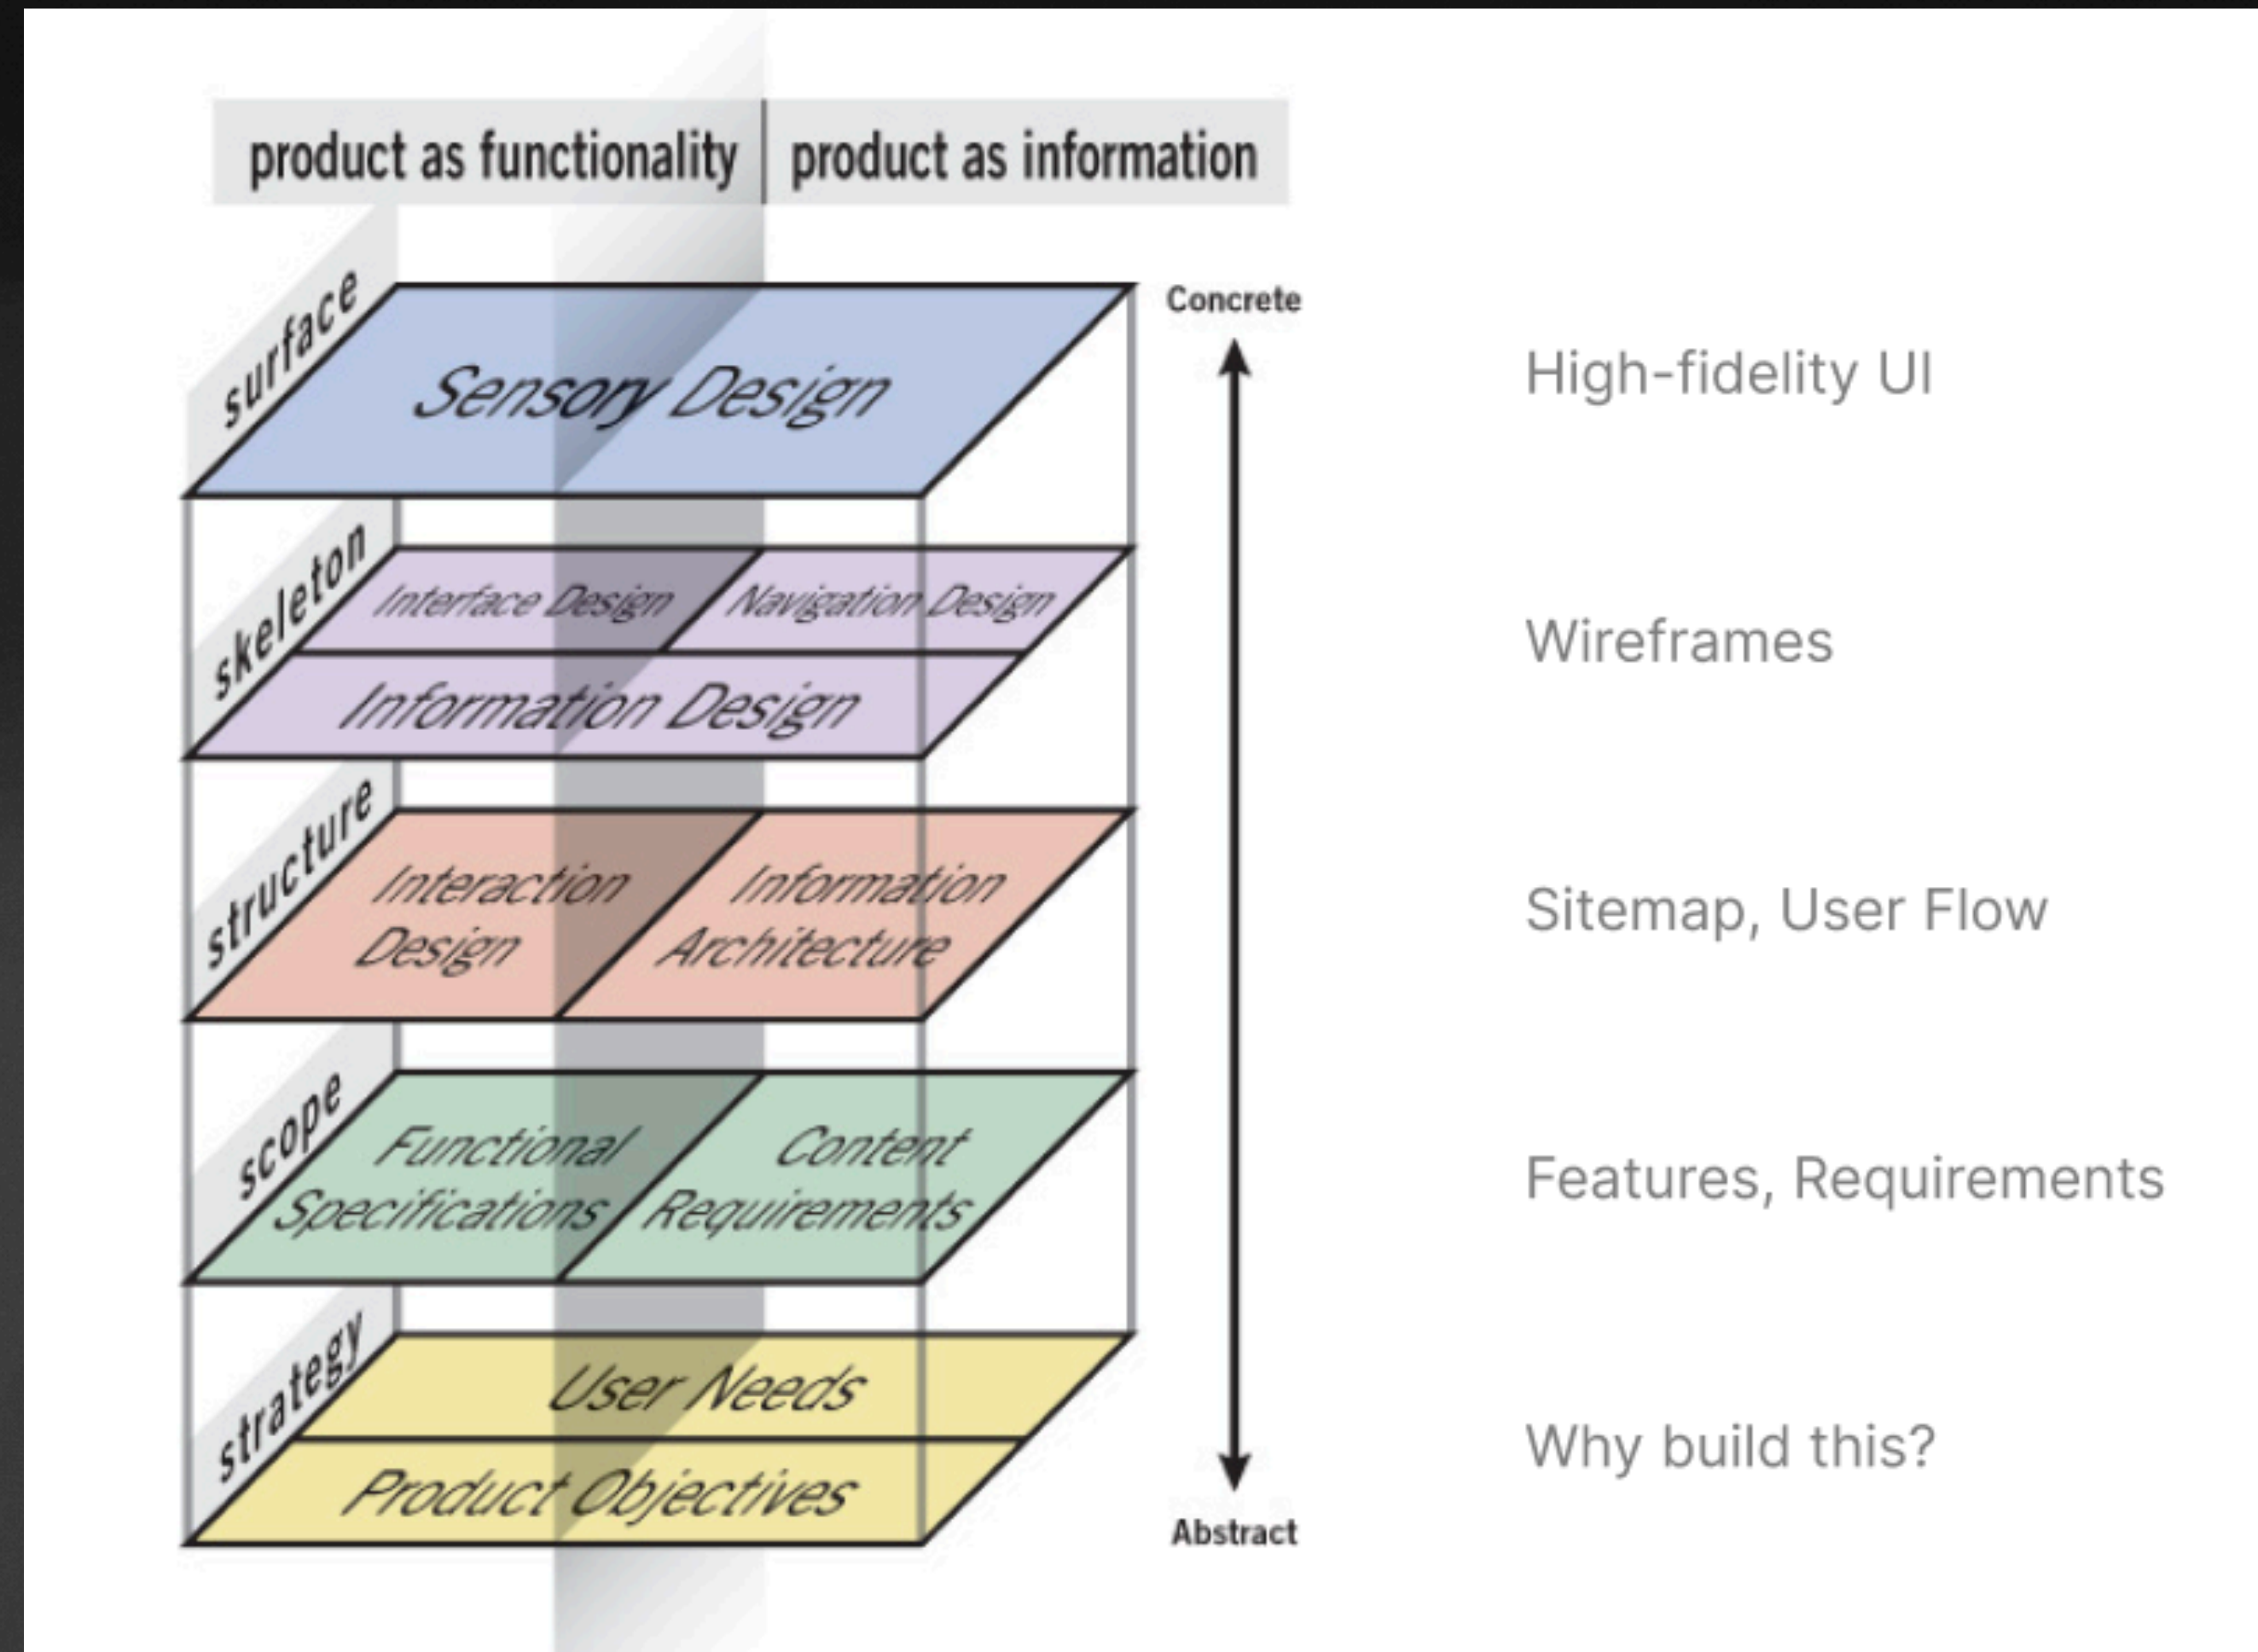 product as functionality
product as information
surface
Sensory Design
Concrete
High-fidelity UI
skeleton
Interface Design
Navigation Design
Information Design
Wireframes
structure
Interaction
Design
Information
Architecture
Sitemap, User Flow
scope
Functional
Specifications
Content
Requirements
Features, Requirements
strategy
User Needs
Product Objectives
Why build this?
Abstract